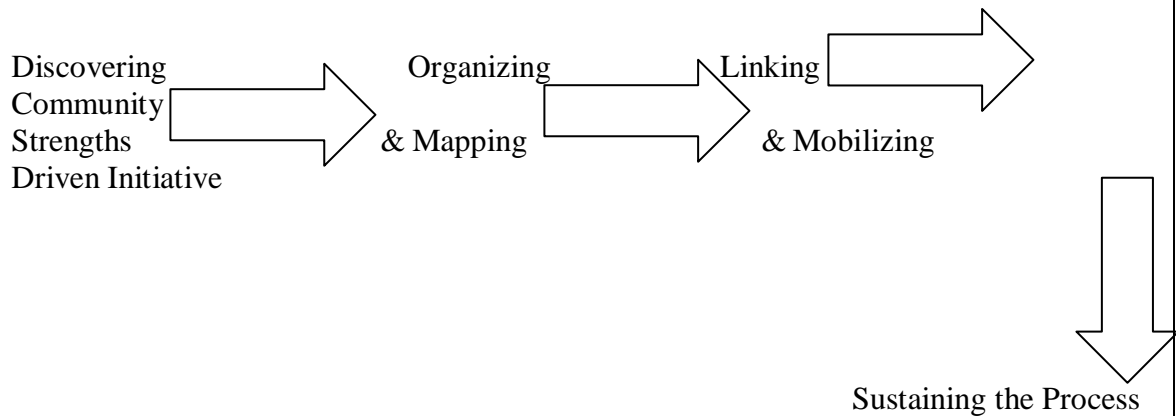 Discovering Organizing Linking
Community
Strengths & Mapping & Mobilizing
Driven Initiative
Sustaining the Process